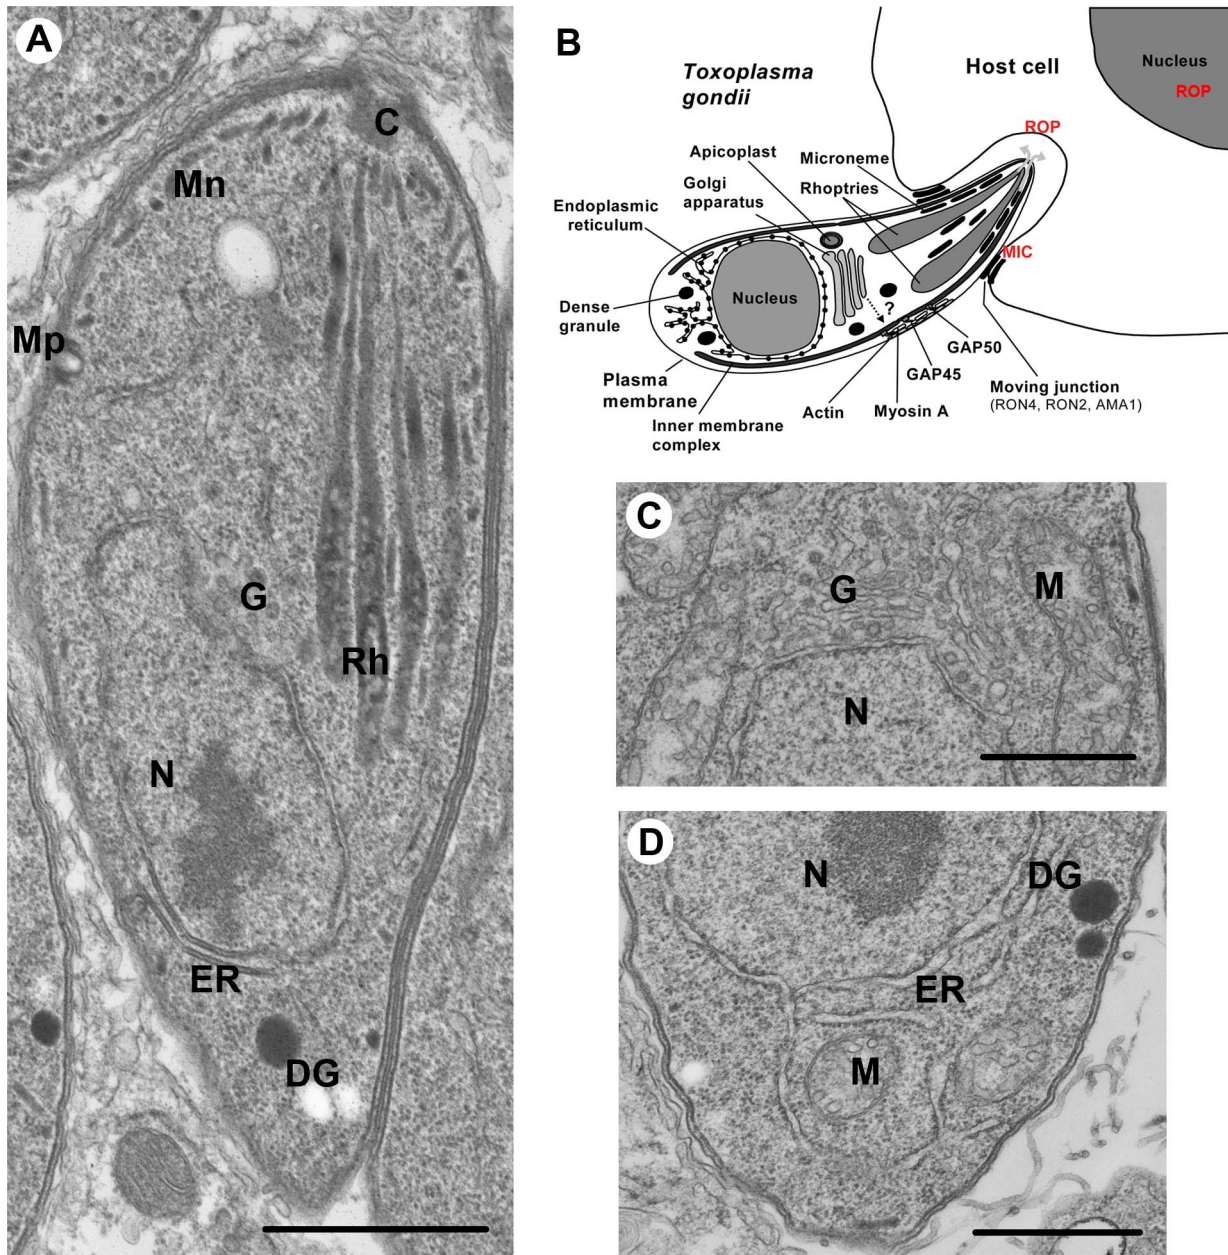 A
C
Mn
Mp
G
Rh
N
ER
DG
B
Toxoplasma
gondii
Host cell
Nucleus
ROP
ROP
Apicoplast
Microneme
Golgi
apparatus
Rhoptries
Endoplasmic
reticulum
MIC
Nucleus
Dense
granule
?
GAP50
GAP45
Plasma
membrane
Actin
Myosin A
Moving junction
(RON4, RON2, AMA1)
Inner membrane
complex
C
G
M
N
D
N
DG
ER
M